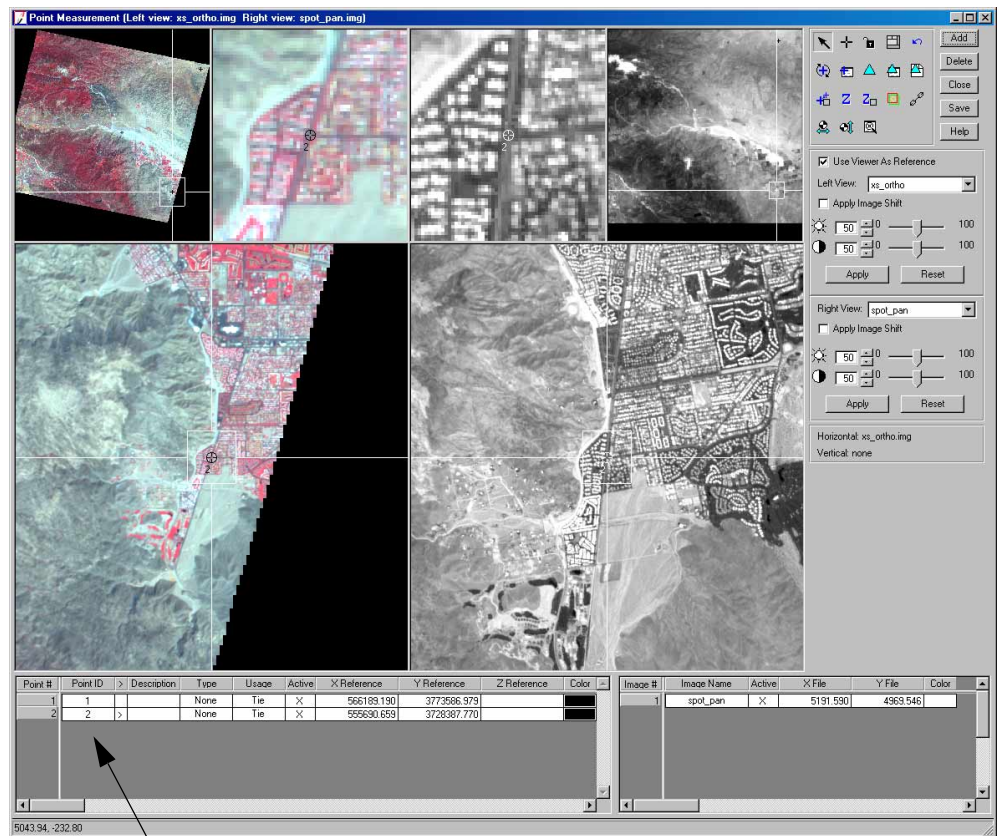 Point Measurement (Left view: xs_ortho.img Right view: spot_pan.img)
2
2
2
Add
Delete
Close
Save
Help
Z
Z
Use Viewer As Reference
Left View: xs_ortho
Apply Image Shift
50 0 100
50 0 100
Apply Reset
Right View: spot_pan
Apply Image Shift
50 0 100
50 0 100
Apply Reset
Horizontal: xs_ortho.img
Vertical: none
Point # Point ID > Description Type Usage Active X Reference Y Reference Z Reference Color
1 1 None Tie X 566189.190 3773586.979
2 2 > None Tie X 555690.659 3728387.770
Image # Image Name Active X File Y File Color
1 spot_pan X 5191.590 4969.546
5043.94, -232.80